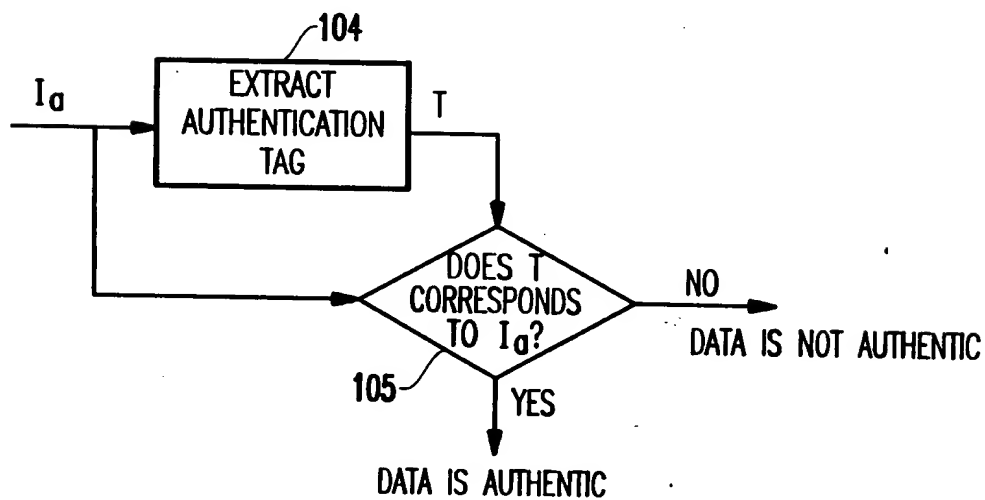 104
Ia
EXTRACT
AUTHENTICATION
TAG
T
DOES T
CORRESPONDS
TO Ia?
NO
DATA IS NOT AUTHENTIC
105
YES
DATA IS AUTHENTIC